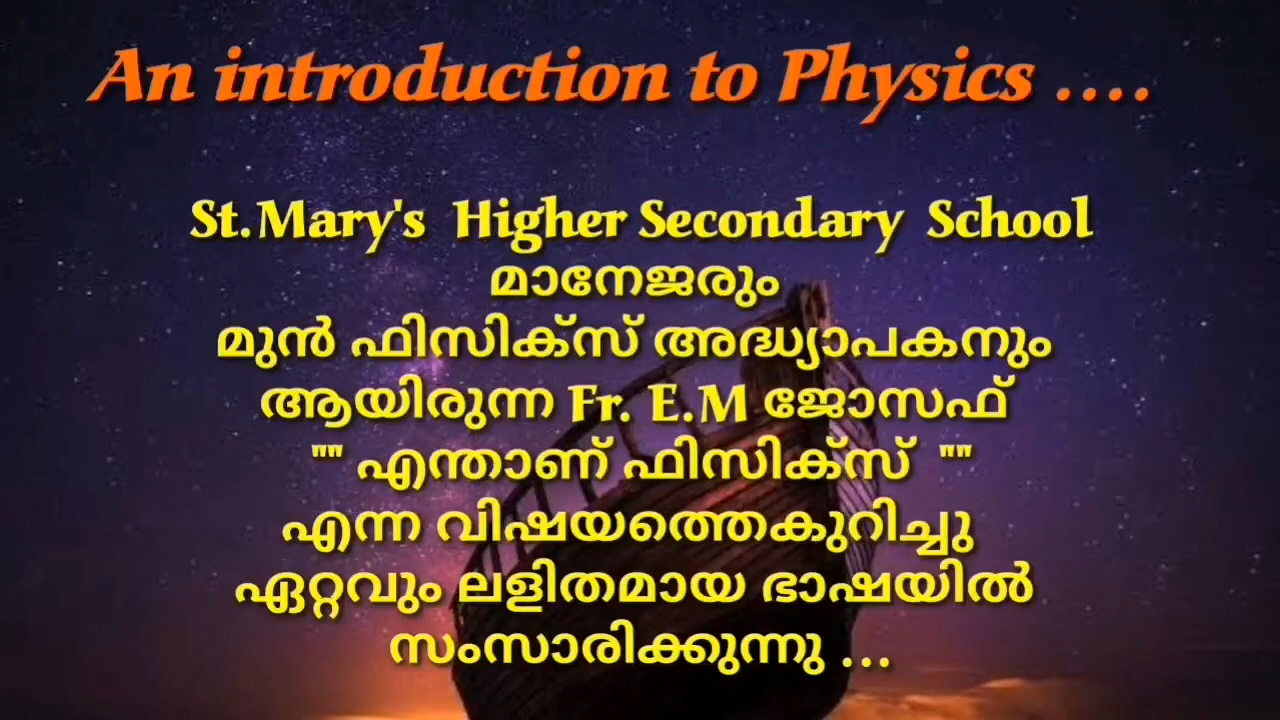 An introduction to Physics ....
St.Mary's Higher Secondary School
മാനേജരും
മുൻ ഫിസിക്സ് അദ്ധ്യാപകനും
ആയിരുന്ന Fr. E.M ജോസഫ്
"" എന്താണ് ഫിസിക്സ് ""
എന്ന വിഷയത്തെകുറിച്ചു
ഏറ്റവും ലളിതമായ ഭാഷയിൽ
സംസാരിക്കുന്നു ...